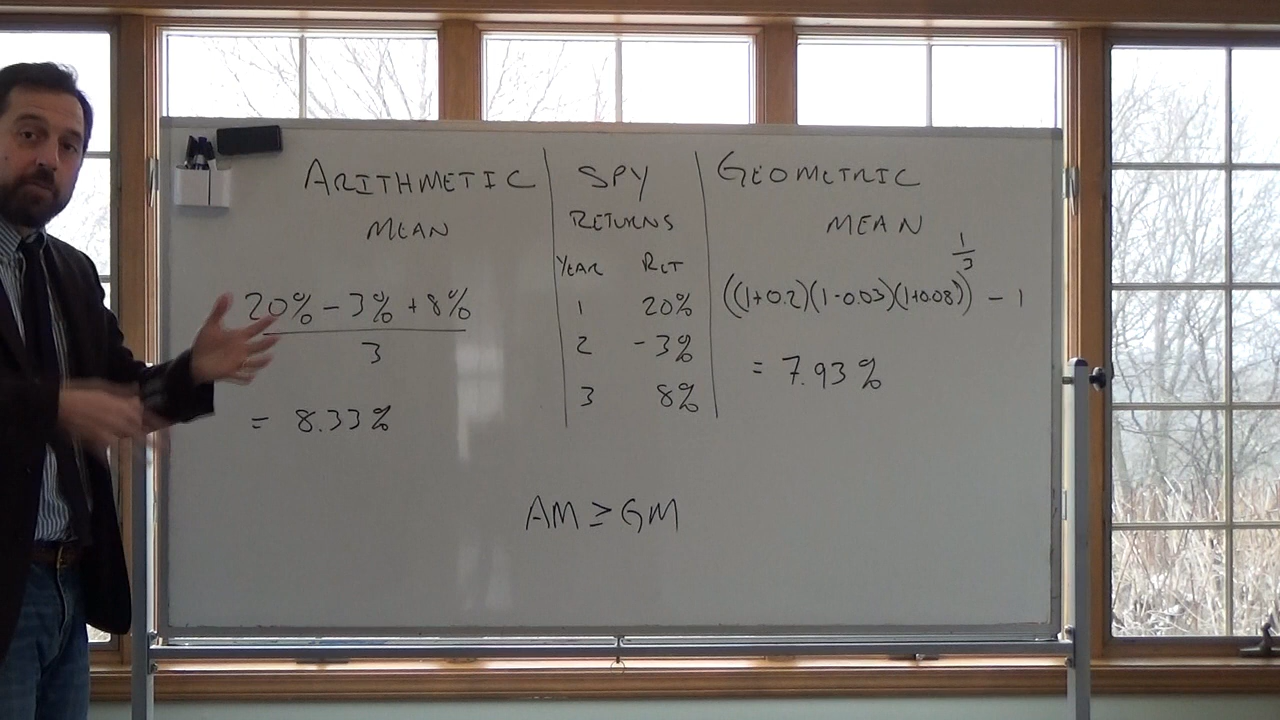 ARITHMETIC
MEAN
20% - 3% + 8%
3
= 8.33%
SPY
RETURNS
YEAR RET
1 20%
2 -3%
3 8%
GEOMETRIC
MEAN
((1+0.2)(1-0.03)(1+0.08))^(1/3) - 1
= 7.93%
AM ≥ GM